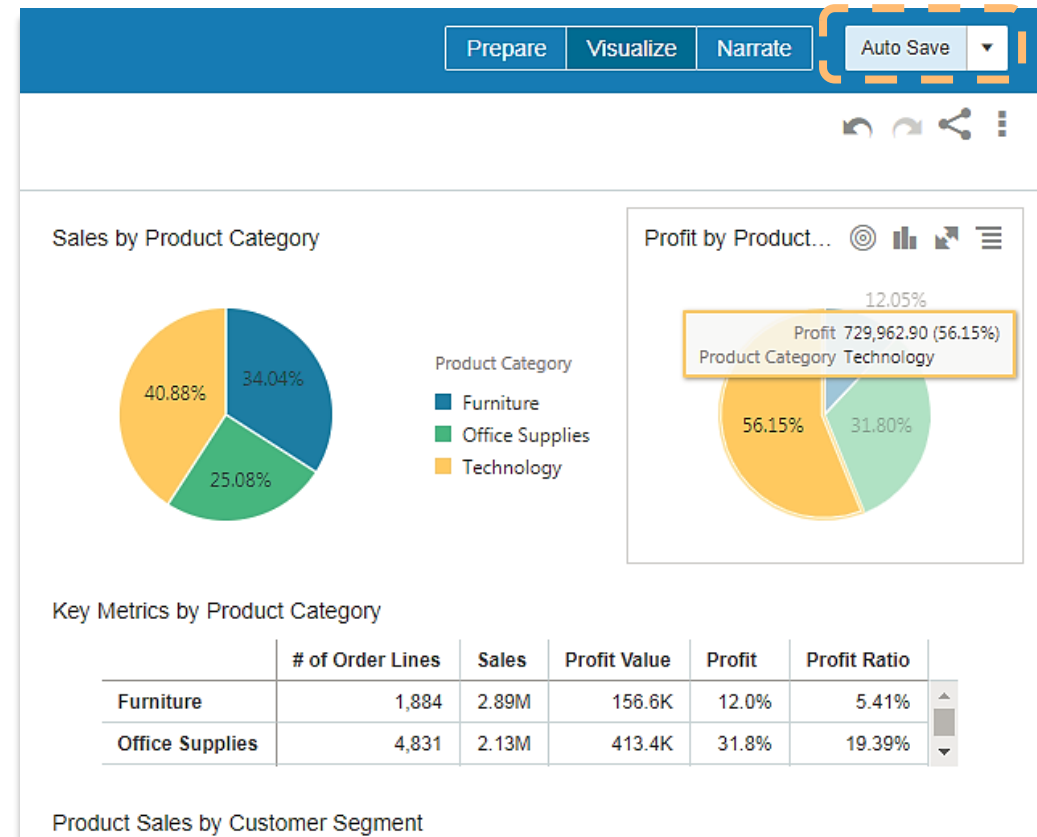 Prepare Visualize Narrate Auto Save
Sales by Product Category
40.88%
34.04%
25.08%
Product Category
Furniture
Office Supplies
Technology
Profit by Product...
12.05%
Profit 729,962.90 (56.15%)
Product Category Technology
56.15%
31.80%
Key Metrics by Product Category
# of Order Lines Sales Profit Value Profit Profit Ratio
Furniture 1,884 2.89M 156.6K 12.0% 5.41%
Office Supplies 4,831 2.13M 413.4K 31.8% 19.39%
Product Sales by Customer Segment